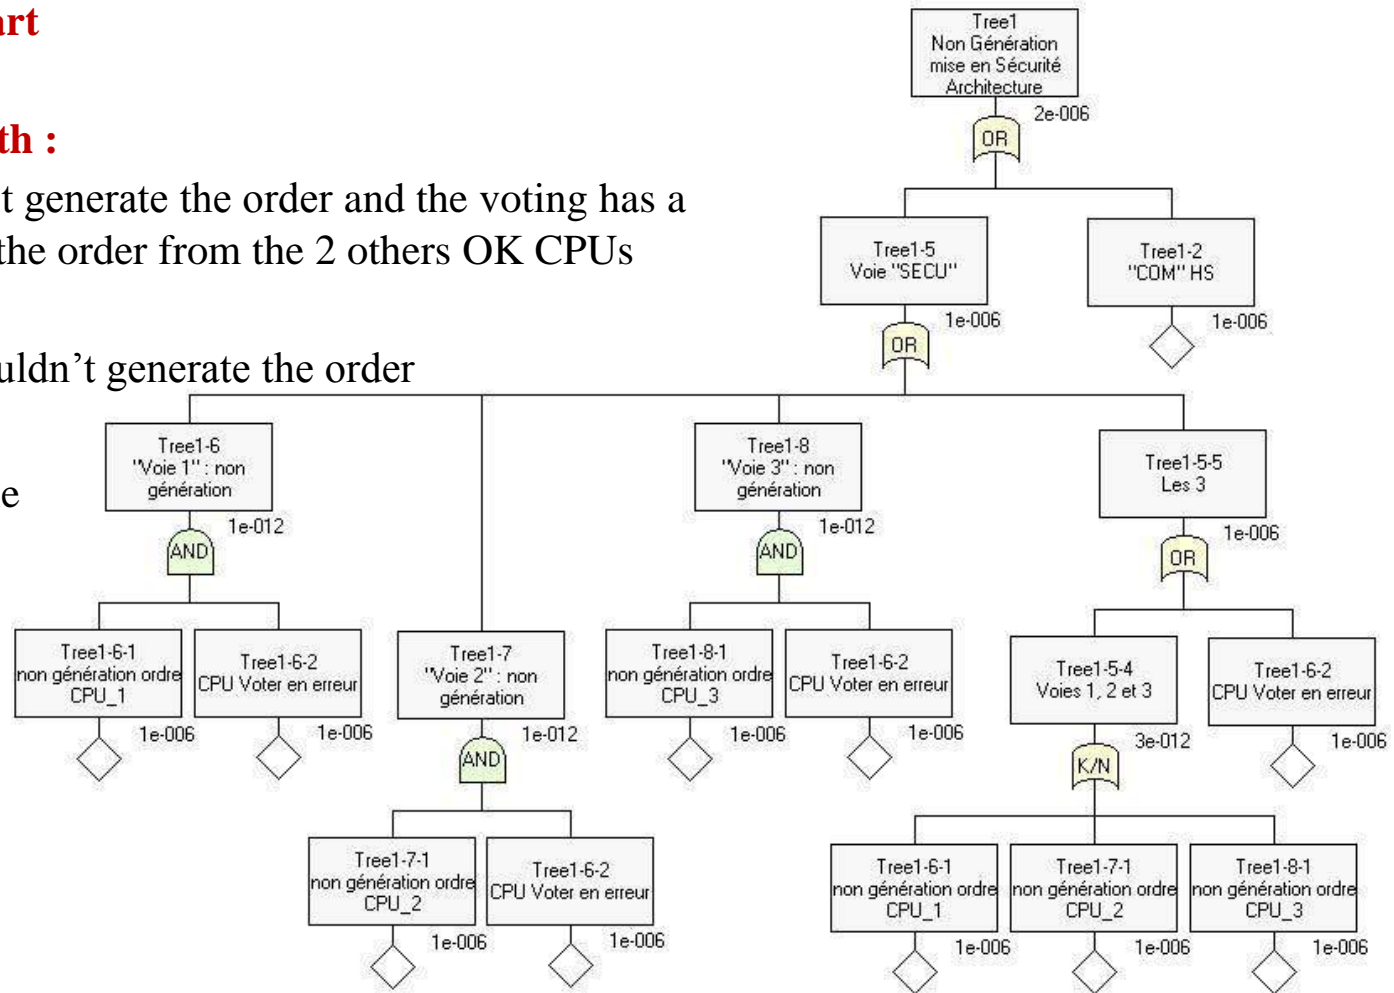 art
th :
t generate the order and the voting has a
the order from the 2 others OK CPUs
uldn’t generate the order
e
Tree1
Non Génération
mise en Sécurité
Architecture
2e-006
OR
Tree1-5
Voie "SECU"
1e-006
OR
Tree1-2
"COM" HS
1e-006
Tree1-6
"Voie 1" : non
génération
1e-012
AND
Tree1-8
"Voie 3" : non
génération
1e-012
AND
Tree1-5-5
Les 3
1e-006
OR
Tree1-6-1
non génération ordre
CPU_1
1e-006
Tree1-6-2
CPU Voter en erreur
1e-006
Tree1-7
"Voie 2" : non
génération
1e-012
AND
Tree1-8-1
non génération ordre
CPU_3
1e-006
Tree1-6-2
CPU Voter en erreur
1e-006
Tree1-5-4
Voies 1, 2 et 3
3e-012
K/N
Tree1-6-2
CPU Voter en erreur
1e-006
Tree1-7-1
non génération ordre
CPU_2
1e-006
Tree1-6-2
CPU Voter en erreur
1e-006
Tree1-6-1
non génération ordre
CPU_1
1e-006
Tree1-7-1
non génération ordre
CPU_2
1e-006
Tree1-8-1
non génération ordre
CPU_3
1e-006